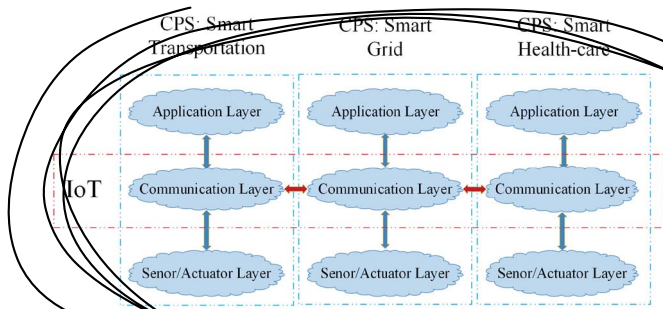 CPS: Smart CPS: Smart CPS: Smart
Transportation Grid Health-care
Application Layer Application Layer Application Layer
IoT Communication Layer Communication Layer Communication Layer
Senor/Actuator Layer Senor/Actuator Layer Senor/Actuator Layer